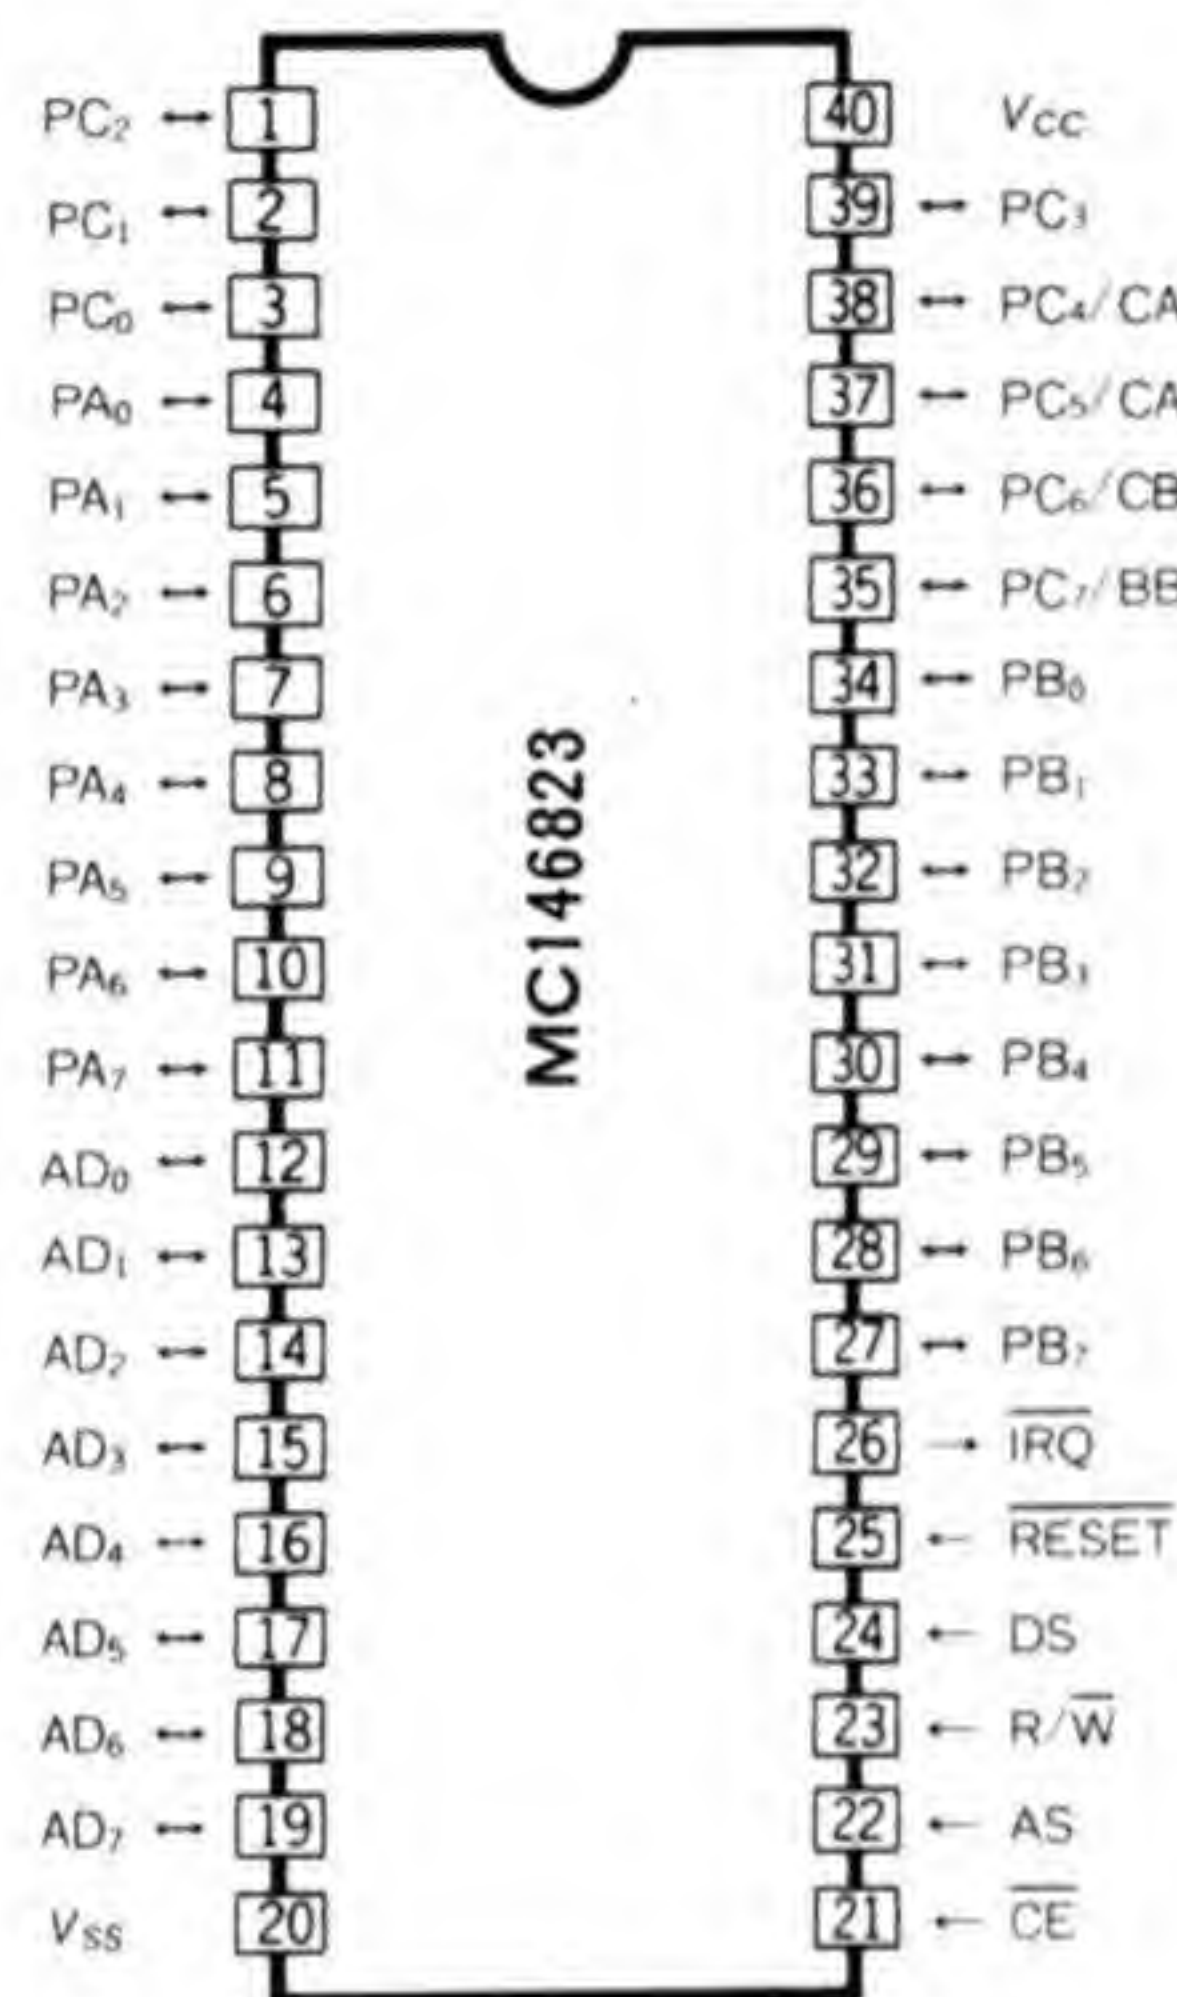 PC₂ ↔ 1
PC₁ ↔ 2
PC₀ ↔ 3
PA₀ ↔ 4
PA₁ ↔ 5
PA₂ ↔ 6
PA₃ ↔ 7
PA₄ ↔ 8
PA₅ ↔ 9
PA₆ ↔ 10
PA₇ ↔ 11
AD₀ ↔ 12
AD₁ ↔ 13
AD₂ ↔ 14
AD₃ ↔ 15
AD₄ ↔ 16
AD₅ ↔ 17
AD₆ ↔ 18
AD₇ ↔ 19
Vss 20
MC146823
40 Vcc
39 ↔ PC₃
38 ↔ PC₄/CA
37 ↔ PC₅/CA
36 ↔ PC₆/CB
35 ↔ PC₇/BB
34 ↔ PB₀
33 ↔ PB₁
32 ↔ PB₂
31 ↔ PB₃
30 ↔ PB₄
29 ↔ PB₅
28 ↔ PB₆
27 ↔ PB₇
26 → I̅R̅Q̅
25 ← R̅E̅S̅E̅T̅
24 ← DS
23 ← R/W̅
22 ← AS
21 ← C̅E̅